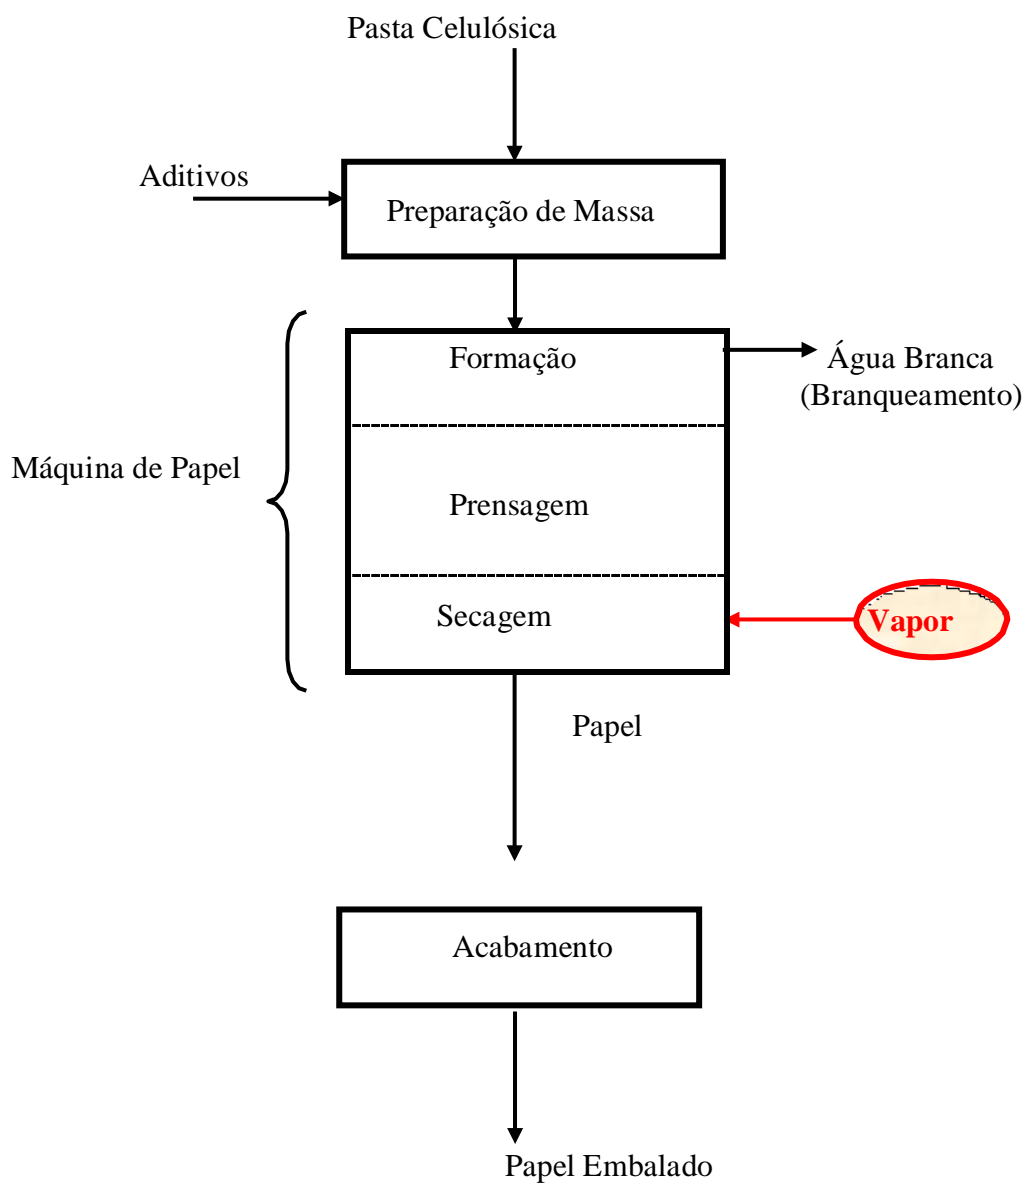 Pasta Celulósica
Aditivos
Preparação de Massa
Formação
Água Branca
(Branqueamento)
Máquina de Papel
Prensagem
Secagem
Vapor
Papel
Acabamento
Papel Embalado